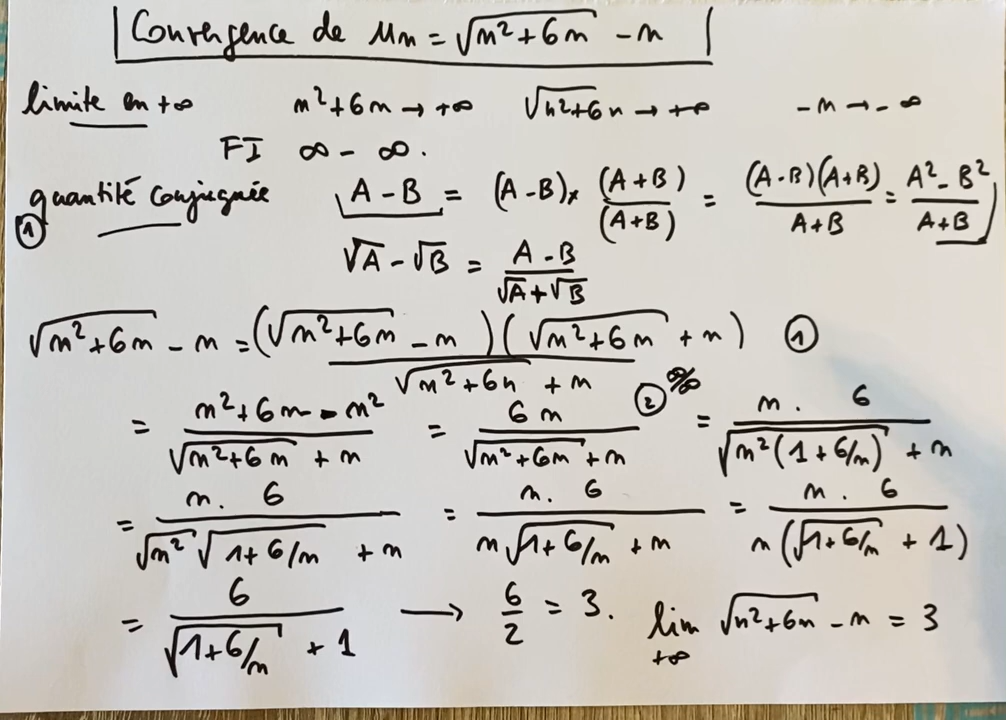 Convergence de Un = √(n²+6n) - n
limite en +∞ n²+6n → +∞ √(n²+6n) → +∞ -n → -∞
FI ∞ - ∞.
quantité conjuguée A - B = (A-B)x (A+B)/(A+B) = (A-B)(A+B)/(A+B) = (A²-B²)/(A+B)
①
√A - √B = (A-B)/(√A+√B)
√(n²+6n) - n = (√(n²+6n) - n)(√(n²+6n) + n)/(√(n²+6n) + n) ①
= (n²+6n - n²)/(√(n²+6n) + n) = 6n/(√(n²+6n) + n) ② ∞/∞ = n. 6/(√(n²(1+6/n)) + n)
= n. 6/(√n² √(1+6/n) + n) = n. 6/(n√(1+6/n) + n) = n. 6/(n(√(1+6/n) + 1))
= 6/(√(1+6/n) + 1) → 6/2 = 3. lim +∞ √(n²+6n) - n = 3